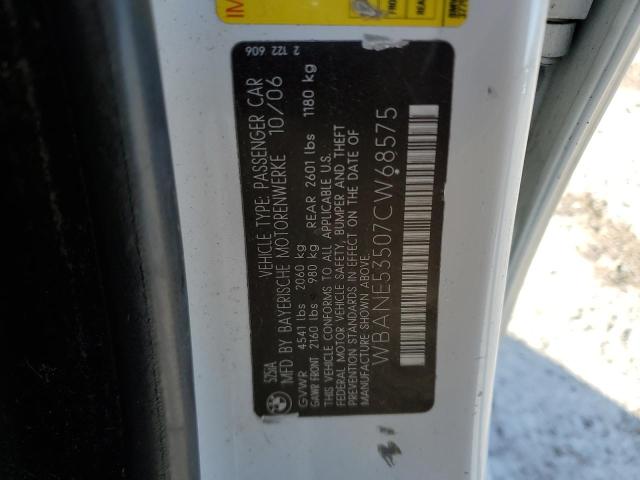 525iA VEHICLE TYPE: PASSENGER CAR
MFD BY BAYERISCHE MOTORENWERKE 10/06
GVWR 4541 lbs 2060 kg
GAWR FRONT 2160 lbs 980 kg REAR 2601 lbs 1180 kg
THIS VEHICLE CONFORMS TO ALL APPLICABLE U.S.
FEDERAL MOTOR VEHICLE SAFETY, BUMPER AND THEFT
PREVENTION STANDARDS IN EFFECT ON THE DATE OF
MANUFACTURE SHOWN ABOVE.
WBANE53507CW68575
2 122 606
IM